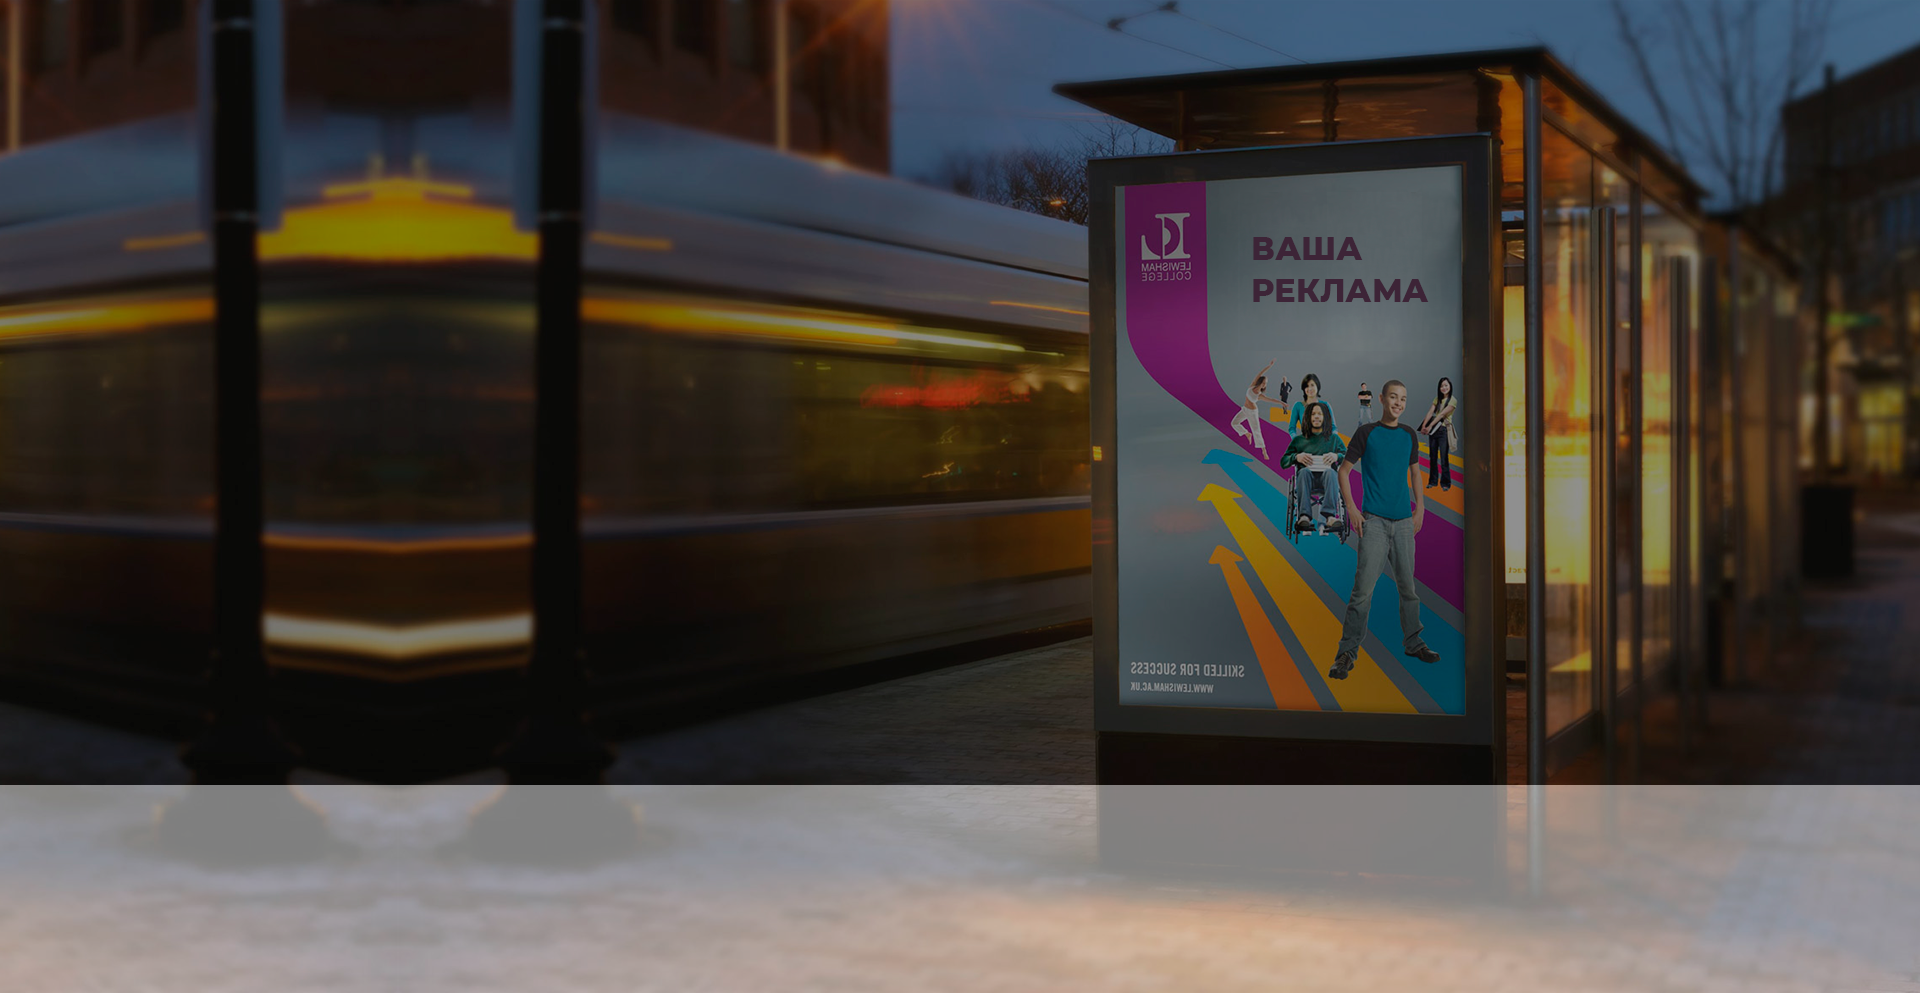 LEWISHAM
COLLEGE
ВАША
РЕКЛАМА
SKILLED FOR SUCCESS
WWW.LEWISHAM.AC.UK